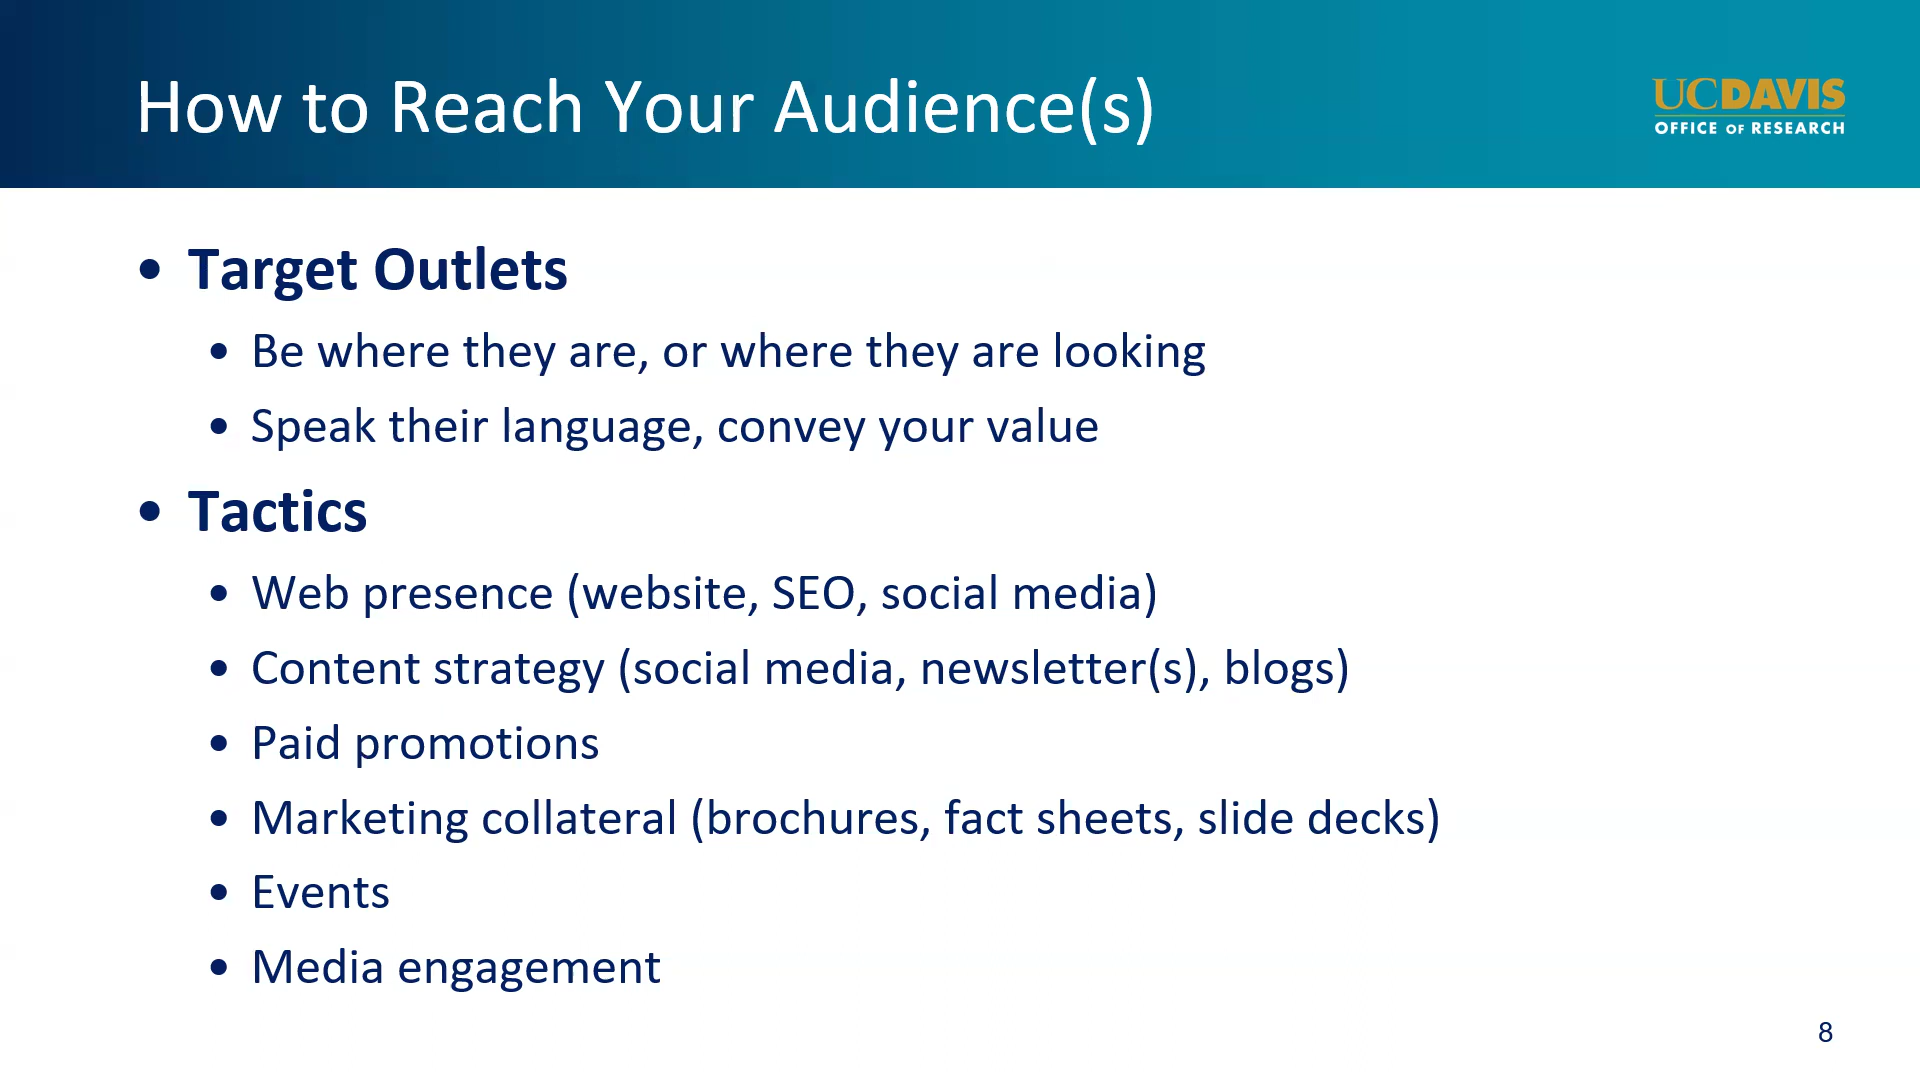 How to Reach Your Audience(s)
UCDAVIS
OFFICE OF RESEARCH
• Target Outlets
• Be where they are, or where they are looking
• Speak their language, convey your value
• Tactics
• Web presence (website, SEO, social media)
• Content strategy (social media, newsletter(s), blogs)
• Paid promotions
• Marketing collateral (brochures, fact sheets, slide decks)
• Events
• Media engagement
8